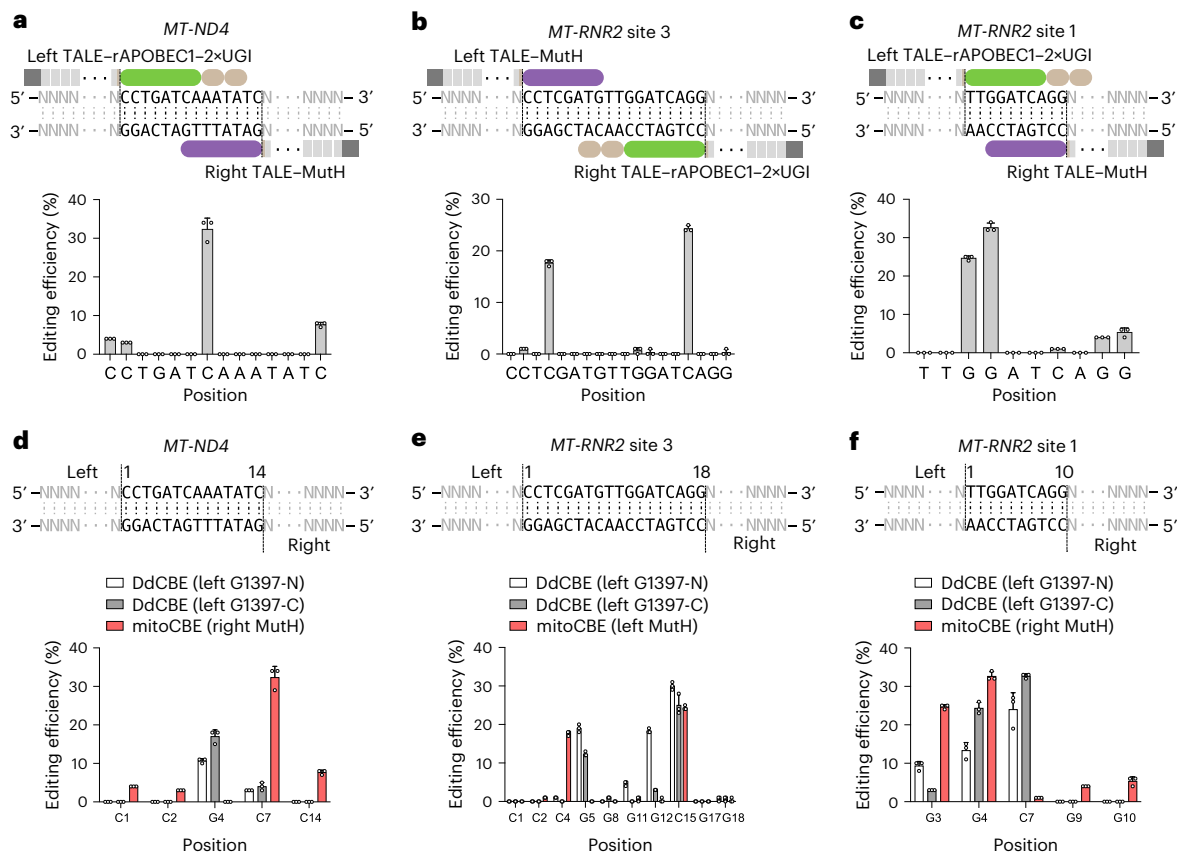 a
MT-ND4
Left TALE–rAPOBEC1–2×UGI
5′ NNNN · · · NCCTGATCAAATATCN · · · NNNN 3′
3′ NNNN · · · NGGACTAGTTTATAGN · · · NNNN 5′
Right TALE–MutH
Editing efficiency (%)
40
30
20
10
0
C C T G A T C A A A T A T C
Position
b
MT-RNR2 site 3
Left TALE–MutH
5′ NNNN · · · NCCTCGATGTTGGATCAGGN · · · NNNN 3′
3′ NNNN · · · NGGAGCTACAACCTAGTCCN · · · NNNN 5′
Right TALE–rAPOBEC1–2×UGI
Editing efficiency (%)
30
20
10
0
C C T C G A T G T T G G A T C A G G
Position
c
MT-RNR2 site 1
Left TALE–rAPOBEC1–2×UGI
5′ NNNN · · · NTTGGATCAGGN · · · NNNN 3′
3′ NNNN · · · NAACCTAGTCCN · · · NNNN 5′
Right TALE–MutH
Editing efficiency (%)
40
30
20
10
0
T T G G A T C A G G
Position
d
MT-ND4
Left 1 14
5′ NNNN · · · NCCTGATCAAATATCN · · · NNNN 3′
3′ NNNN · · · NGGACTAGTTTATAGN · · · NNNN 5′
Right
DdCBE (left G1397-N)
DdCBE (left G1397-C)
mitoCBE (right MutH)
Editing efficiency (%)
40
30
20
10
0
C1 C2 G4 C7 C14
Position
e
MT-RNR2 site 3
Left 1 18
5′ NNNN · · · NCCTCGATGTTGGATCAGGN · · · NNNN 3′
3′ NNNN · · · NGGAGCTACAACCTAGTCCN · · · NNNN 5′
Right
DdCBE (left G1397-N)
DdCBE (left G1397-C)
mitoCBE (left MutH)
Editing efficiency (%)
40
30
20
10
0
C1 C2 C4 G5 G8 G11 G12 C15 G17 G18
Position
f
MT-RNR2 site 1
Left 1 10
5′ NNNN · · · NTTGGATCAGGN · · · NNNN 3′
3′ NNNN · · · NAACCTAGTCCN · · · NNNN 5′
Right
DdCBE (left G1397-N)
DdCBE (left G1397-C)
mitoCBE (right MutH)
Editing efficiency (%)
40
30
20
10
0
G3 G4 C7 G9 G10
Position